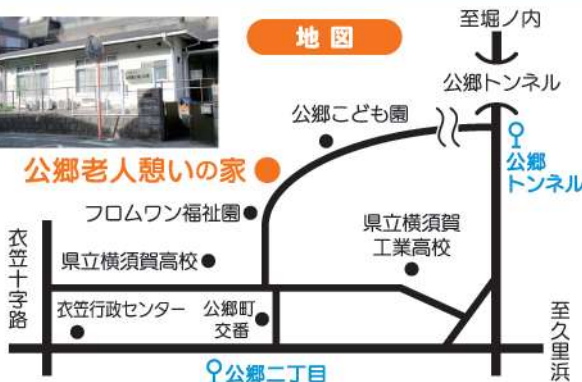 地図
至堀ノ内
公郷トンネル
公郷こども園
公郷
トンネル
公郷老人憩いの家
フロムワン福祉園
県立横須賀
工業高校
衣笠十字路
県立横須賀高校
衣笠行政センター
公郷町
交番
至久里浜
公郷二丁目